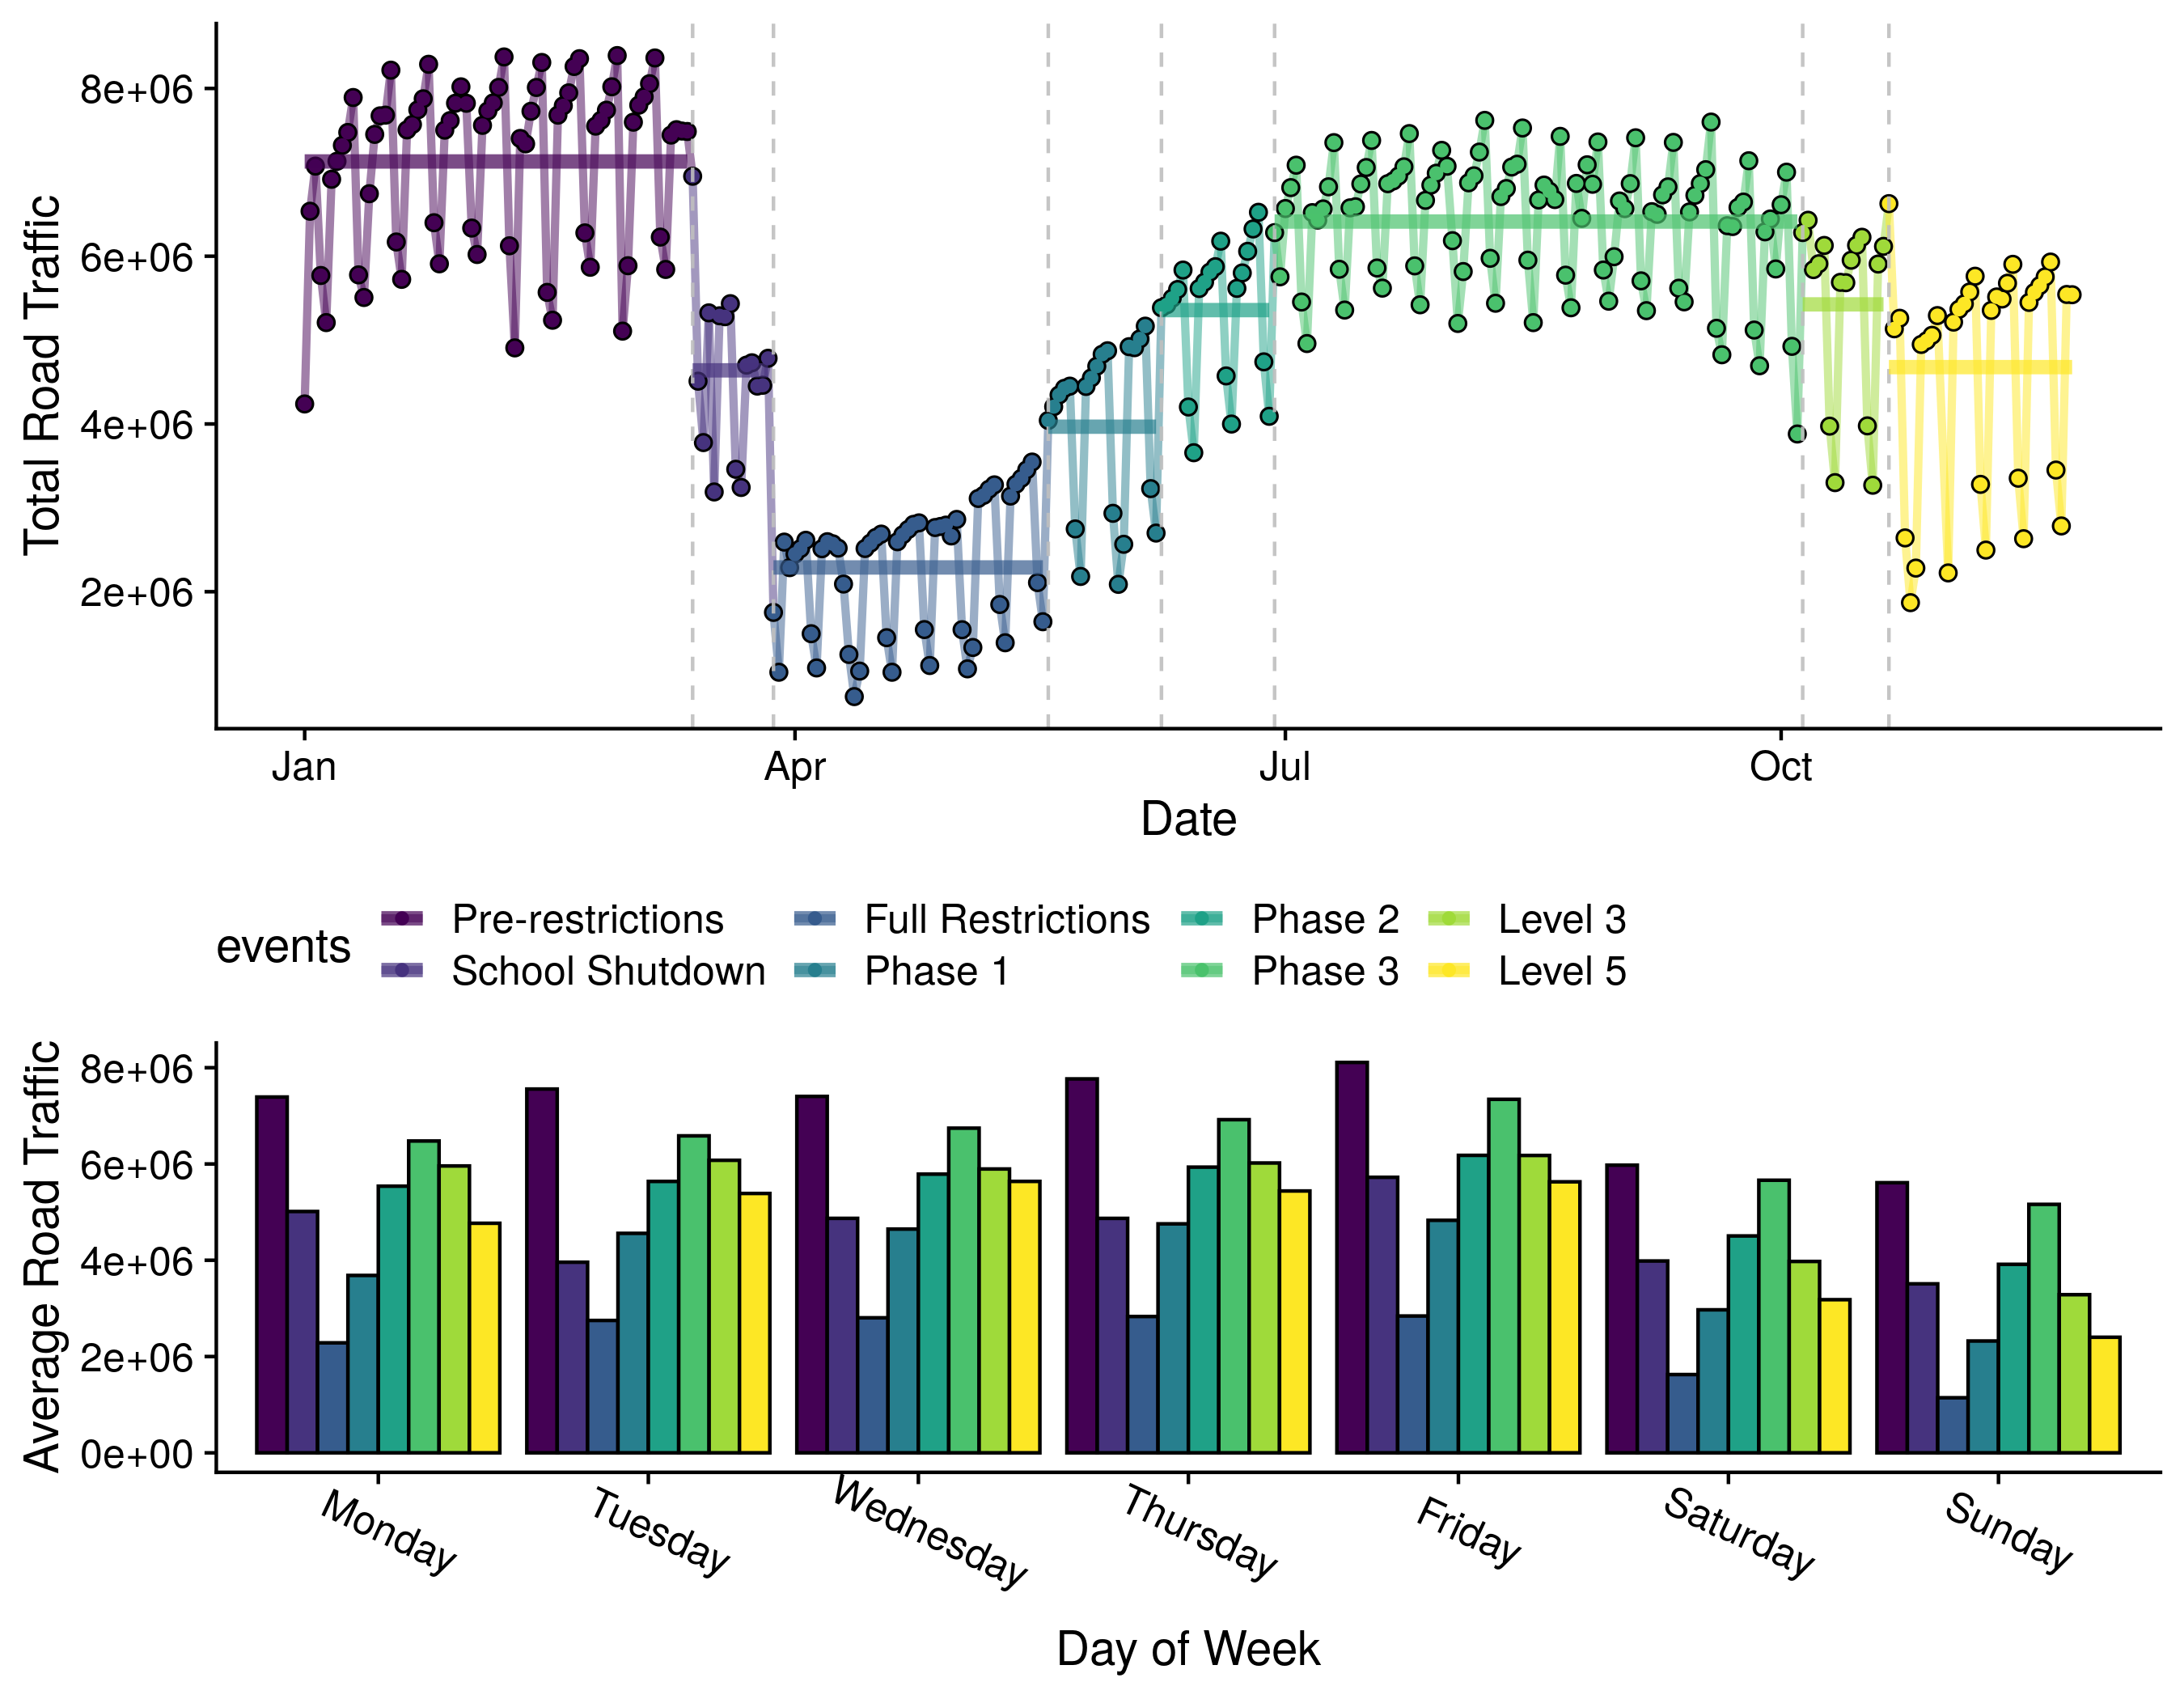 Total Road Traffic
8e+06
6e+06
4e+06
2e+06
Jan Apr Jul Oct
Date
events
Pre-restrictions Full Restrictions Phase 2 Level 3
School Shutdown Phase 1 Phase 3 Level 5
Average Road Traffic
8e+06
6e+06
4e+06
2e+06
0e+00
Monday Tuesday Wednesday Thursday Friday Saturday Sunday
Day of Week